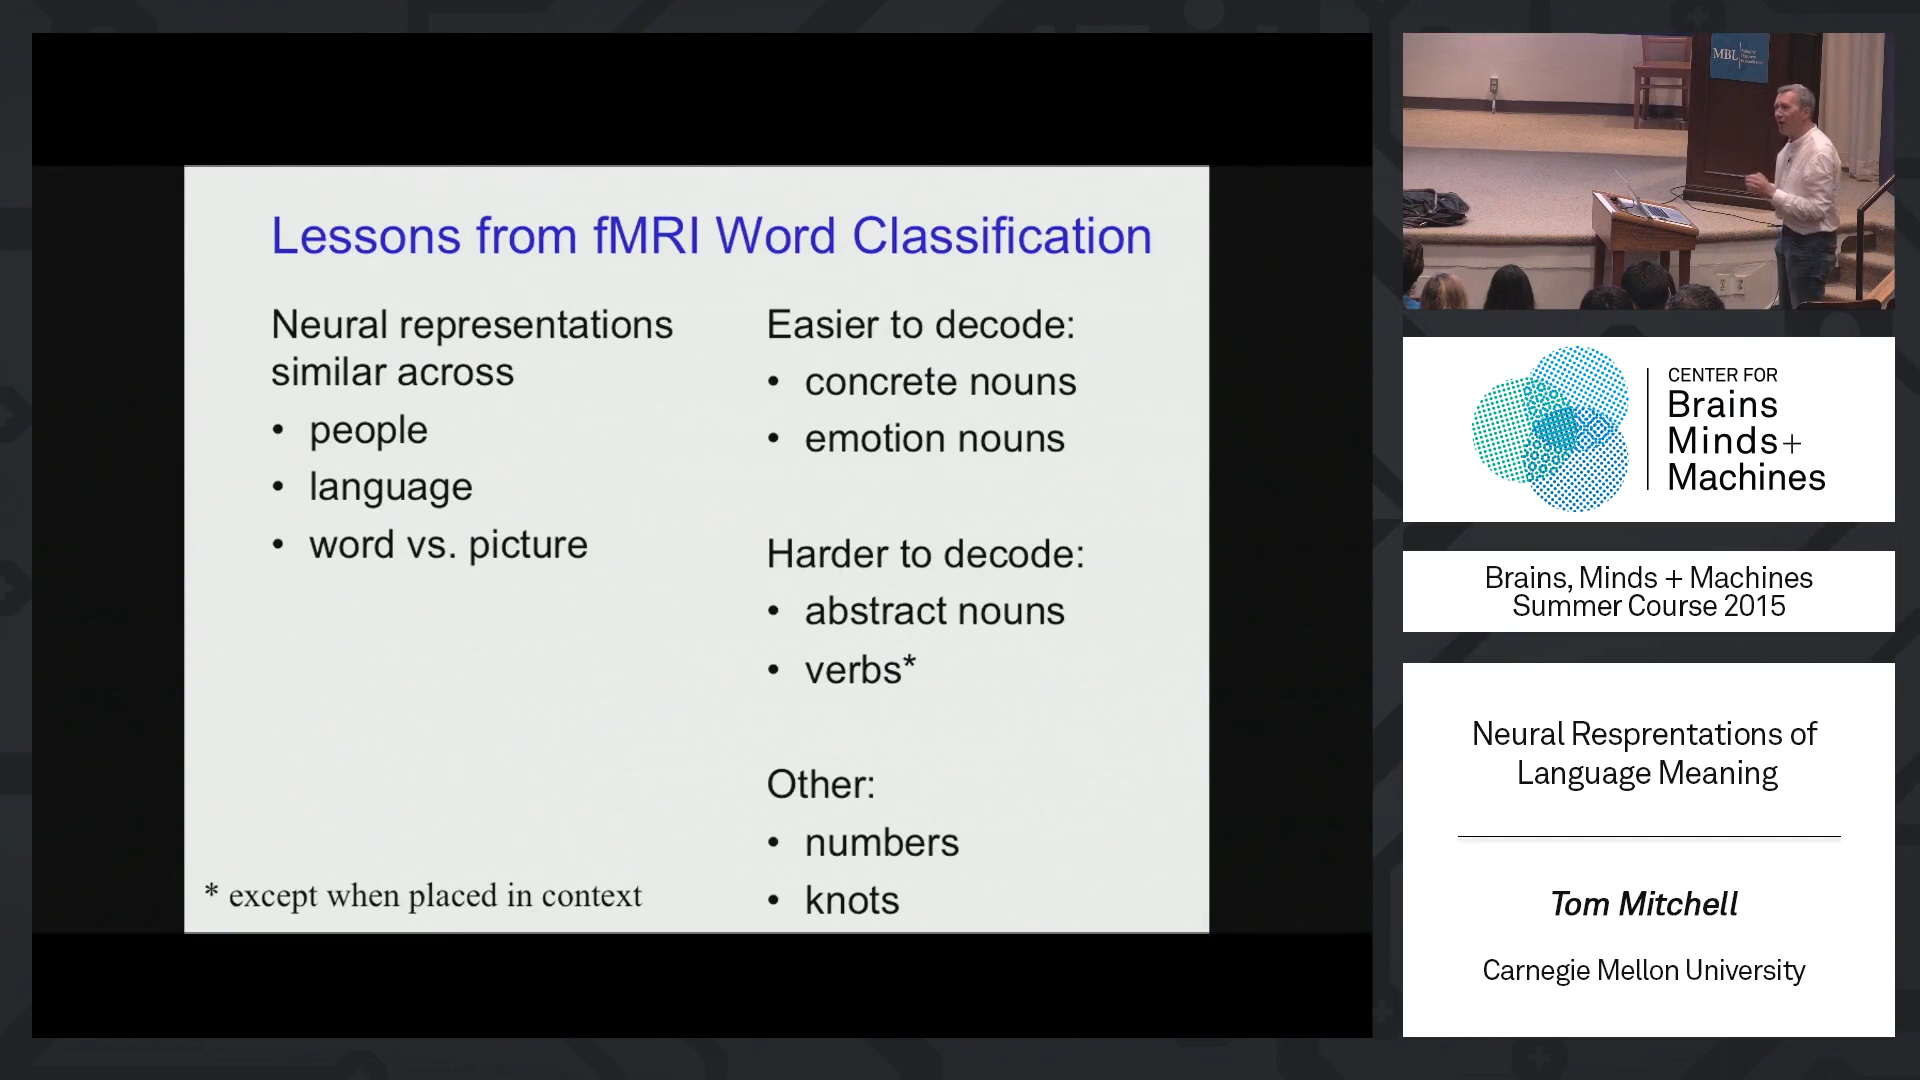 Lessons from fMRI Word Classification
Neural representations
similar across
• people
• language
• word vs. picture
* except when placed in context
Easier to decode:
• concrete nouns
• emotion nouns
Harder to decode:
• abstract nouns
• verbs*
Other:
• numbers
• knots
MBL
CENTER FOR
Brains
Minds+
Machines
Brains, Minds + Machines
Summer Course 2015
Neural Resprentations of
Language Meaning
Tom Mitchell
Carnegie Mellon University